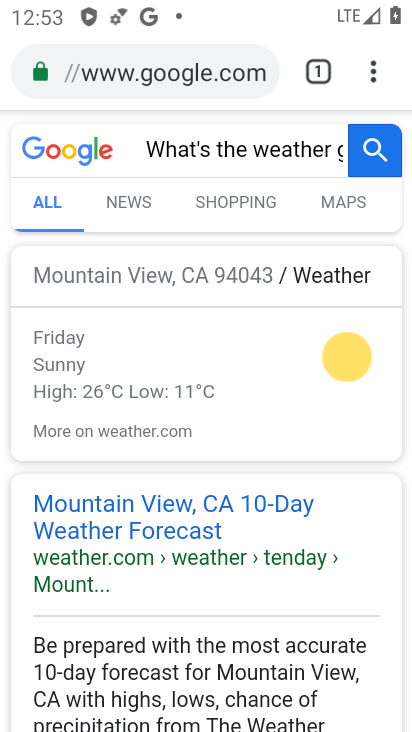 12:53 G LTE
//www.google.com 1
Google What's the weather g
ALL NEWS SHOPPING MAPS
Mountain View, CA 94043 / Weather
Friday
Sunny
High: 26°C Low: 11°C
More on weather.com
Mountain View, CA 10-Day
Weather Forecast
weather.com › weather › tenday ›
Mount...
Be prepared with the most accurate
10-day forecast for Mountain View,
CA with highs, lows, chance of
precipitation from The Weather